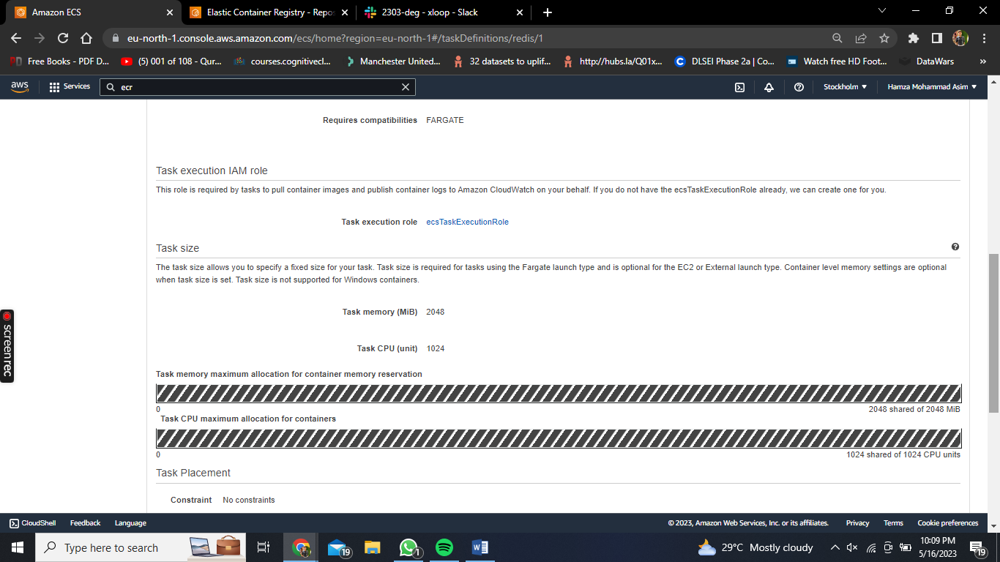 Amazon ECS
Elastic Container Registry - Repos
2303-deg - xloop - Slack
eu-north-1.console.aws.amazon.com/ecs/home?region=eu-north-1#/taskDefinitions/redis/1
Free Books - PDF D...
(5) 001 of 108 - Qur...
courses.cognitivecl...
Manchester United...
32 datasets to uplif...
http://hubs.la/Q01x...
DLSEI Phase 2a | Co...
Watch free HD Foot...
DataWars
»
aws
Services
ecr
Stockholm
Hamza Mohammad Asim
Requires compatibilities FARGATE
Task execution IAM role
This role is required by tasks to pull container images and publish container logs to Amazon CloudWatch on your behalf. If you do not have the ecsTaskExecutionRole already, we can create one for you.
Task execution role ecsTaskExecutionRole
Task size
The task size allows you to specify a fixed size for your task. Task size is required for tasks using the Fargate launch type and is optional for the EC2 or External launch type. Container level memory settings are optional
when task size is set. Task size is not supported for Windows containers.
Task memory (MiB) 2048
Task CPU (unit) 1024
Task memory maximum allocation for container memory reservation
0 2048 shared of 2048 MiB
Task CPU maximum allocation for containers
0 1024 shared of 1024 CPU units
Task Placement
Constraint No constraints
screenrec
CloudShell Feedback Language © 2023, Amazon Web Services, Inc. or its affiliates. Privacy Terms Cookie preferences
Type here to search
19
1
29°C Mostly cloudy
10:09 PM
5/16/2023
19